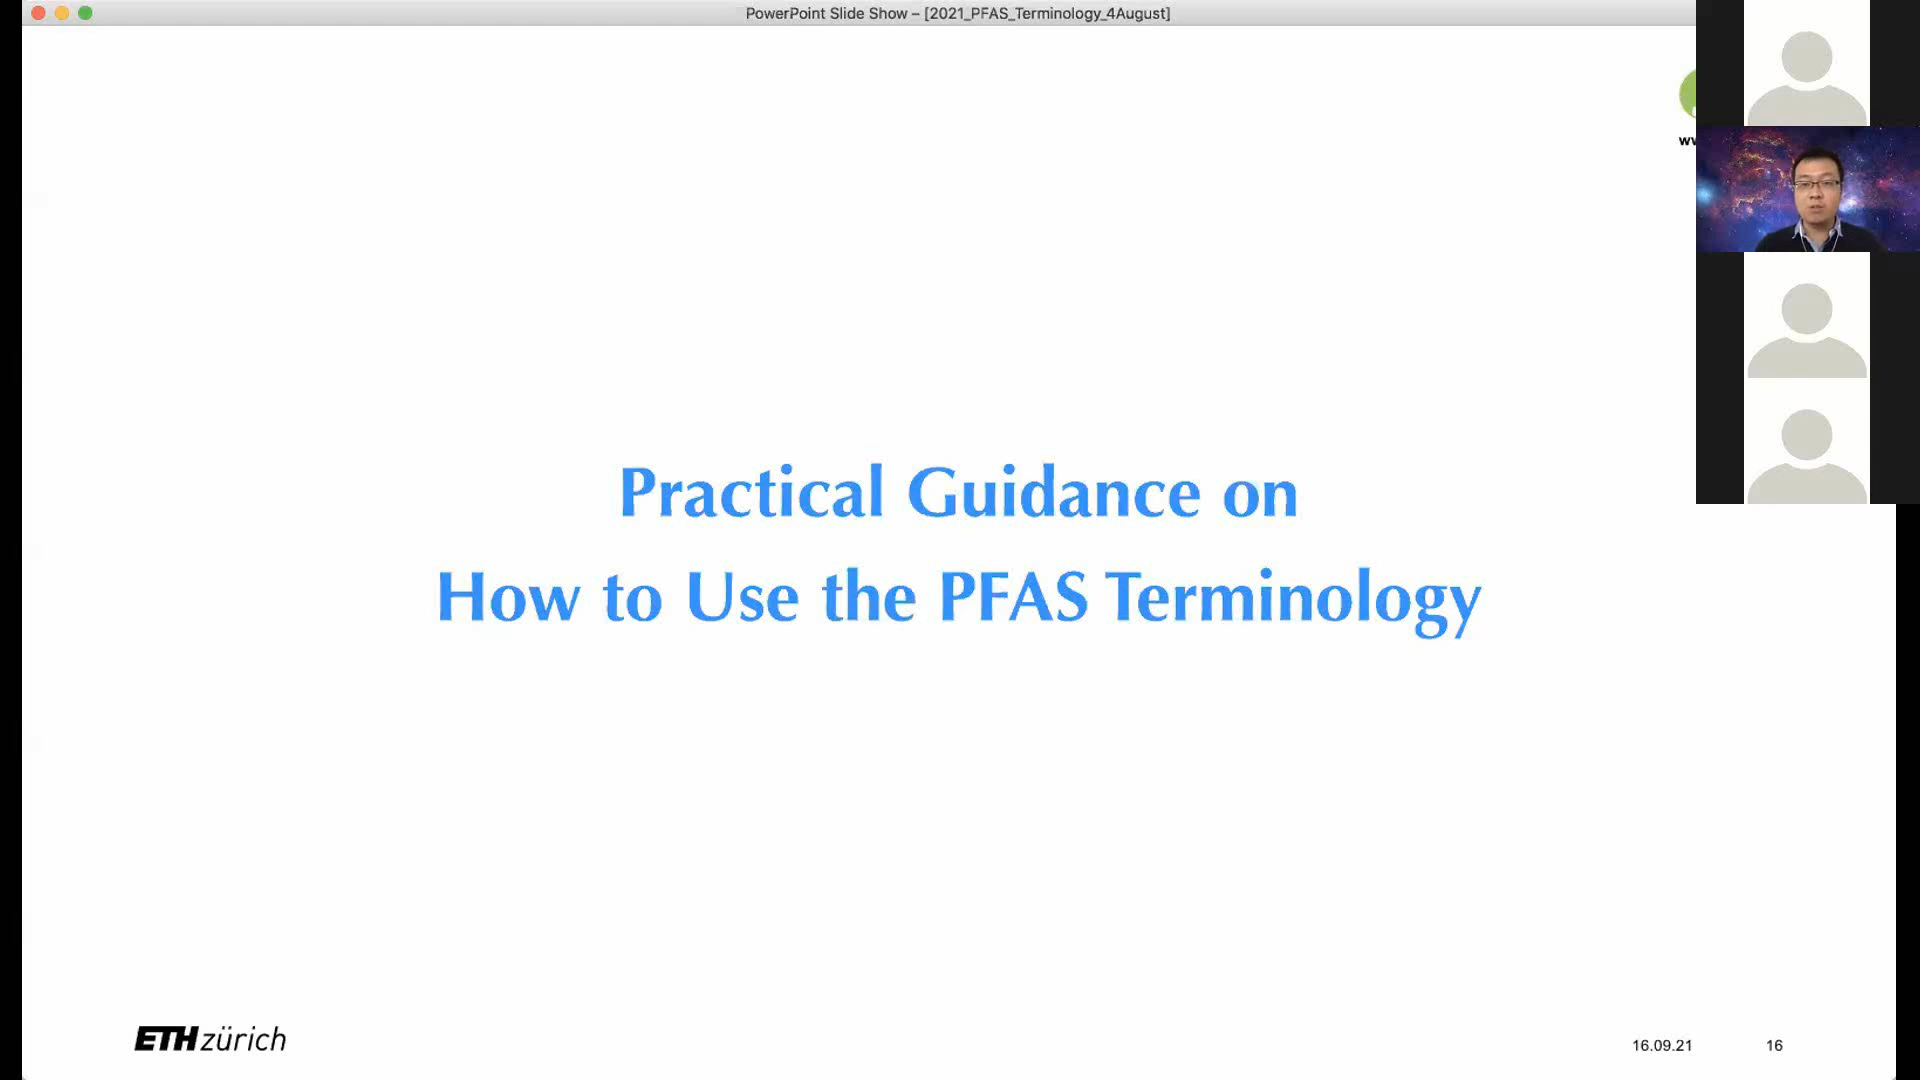 PowerPoint Slide Show – [2021_PFAS_Terminology_4August]
Practical Guidance on
How to Use the PFAS Terminology
ETH zürich
16.09.21
16